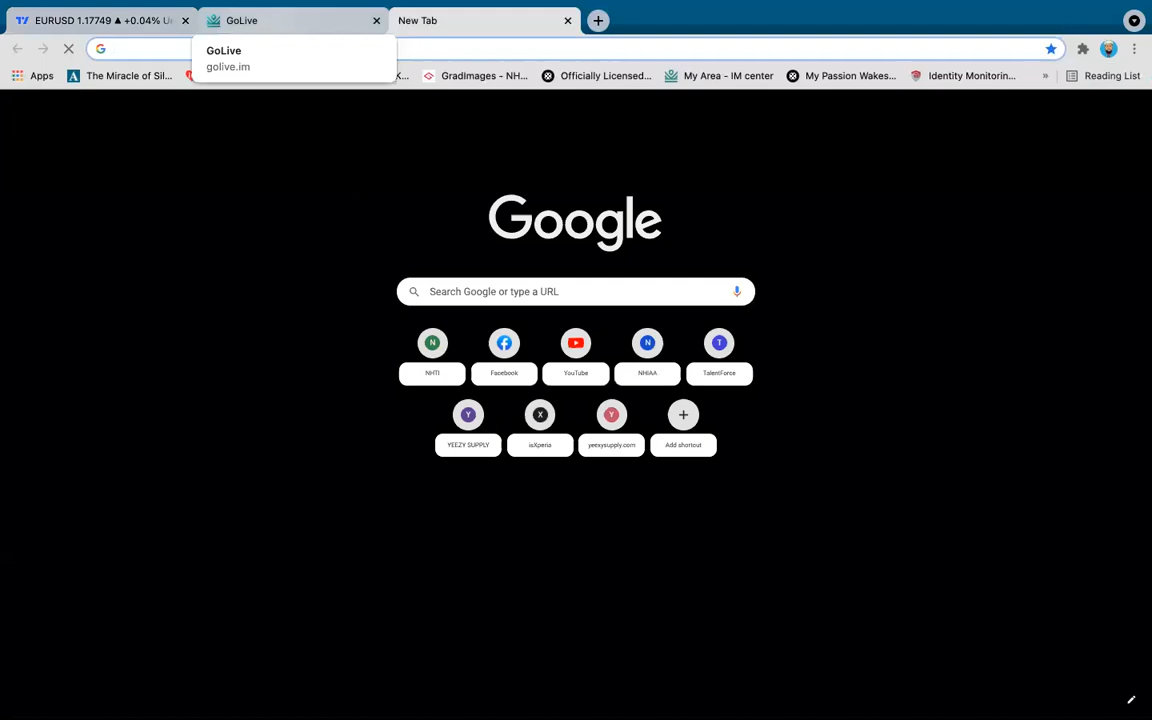 EURUSD 1.17749 ▲ +0.04% U
GoLive
New Tab
GoLive
golive.im
Apps
The Miracle of Sil...
K...
GradImages - NH...
Officially Licensed...
My Area - IM center
My Passion Wakes...
Identity Monitorin...
»
Reading List
Google
Search Google or type a URL
N
N
T
NHTI
Facebook
YouTube
NHIAA
TalentForce
Y
X
Y
+
YEEZY SUPPLY
isXperia
yeexysupply.com
Add shortcut